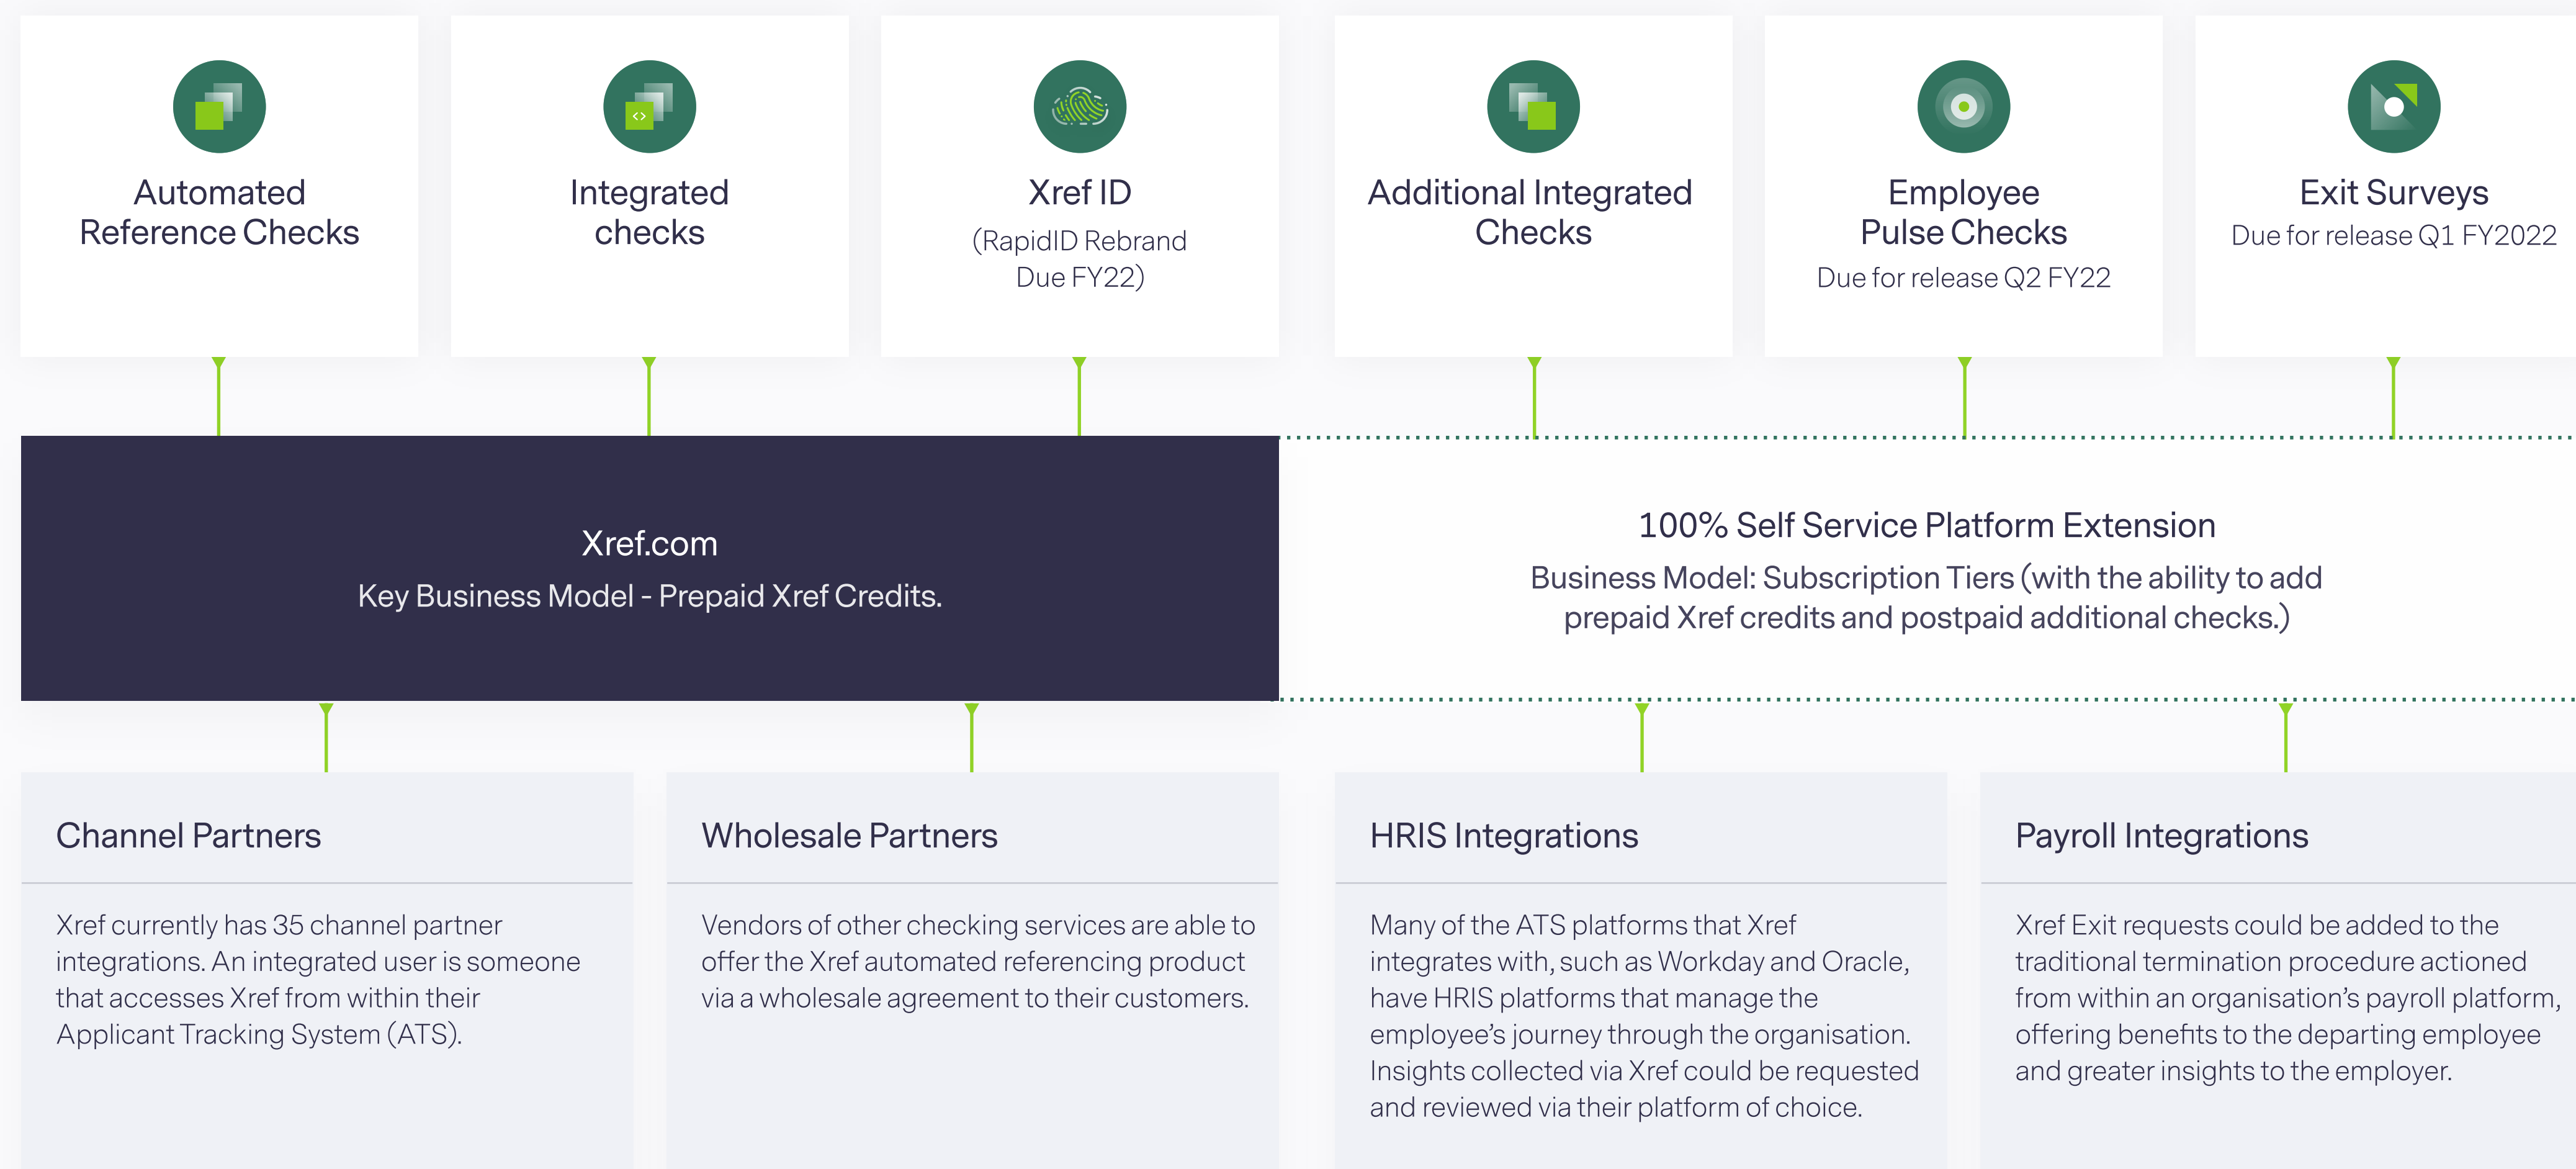 Automated
Reference Checks
Integrated
checks
Xref ID
(RapidID Rebrand
Due FY22)
Additional Integrated
Checks
Employee
Pulse Checks
Due for release Q2 FY22
Exit Surveys
Due for release Q1 FY2022
Xref.com
Key Business Model - Prepaid Xref Credits.
100% Self Service Platform Extension
Business Model: Subscription Tiers (with the ability to add
prepaid Xref credits and postpaid additional checks.)
Channel Partners
Xref currently has 35 channel partner
integrations. An integrated user is someone
that accesses Xref from within their
Applicant Tracking System (ATS).
Wholesale Partners
Vendors of other checking services are able to
offer the Xref automated referencing product
via a wholesale agreement to their customers.
HRIS Integrations
Many of the ATS platforms that Xref
integrates with, such as Workday and Oracle,
have HRIS platforms that manage the
employee’s journey through the organisation.
Insights collected via Xref could be requested
and reviewed via their platform of choice.
Payroll Integrations
Xref Exit requests could be added to the
traditional termination procedure actioned
from within an organisation’s payroll platform,
offering benefits to the departing employee
and greater insights to the employer.